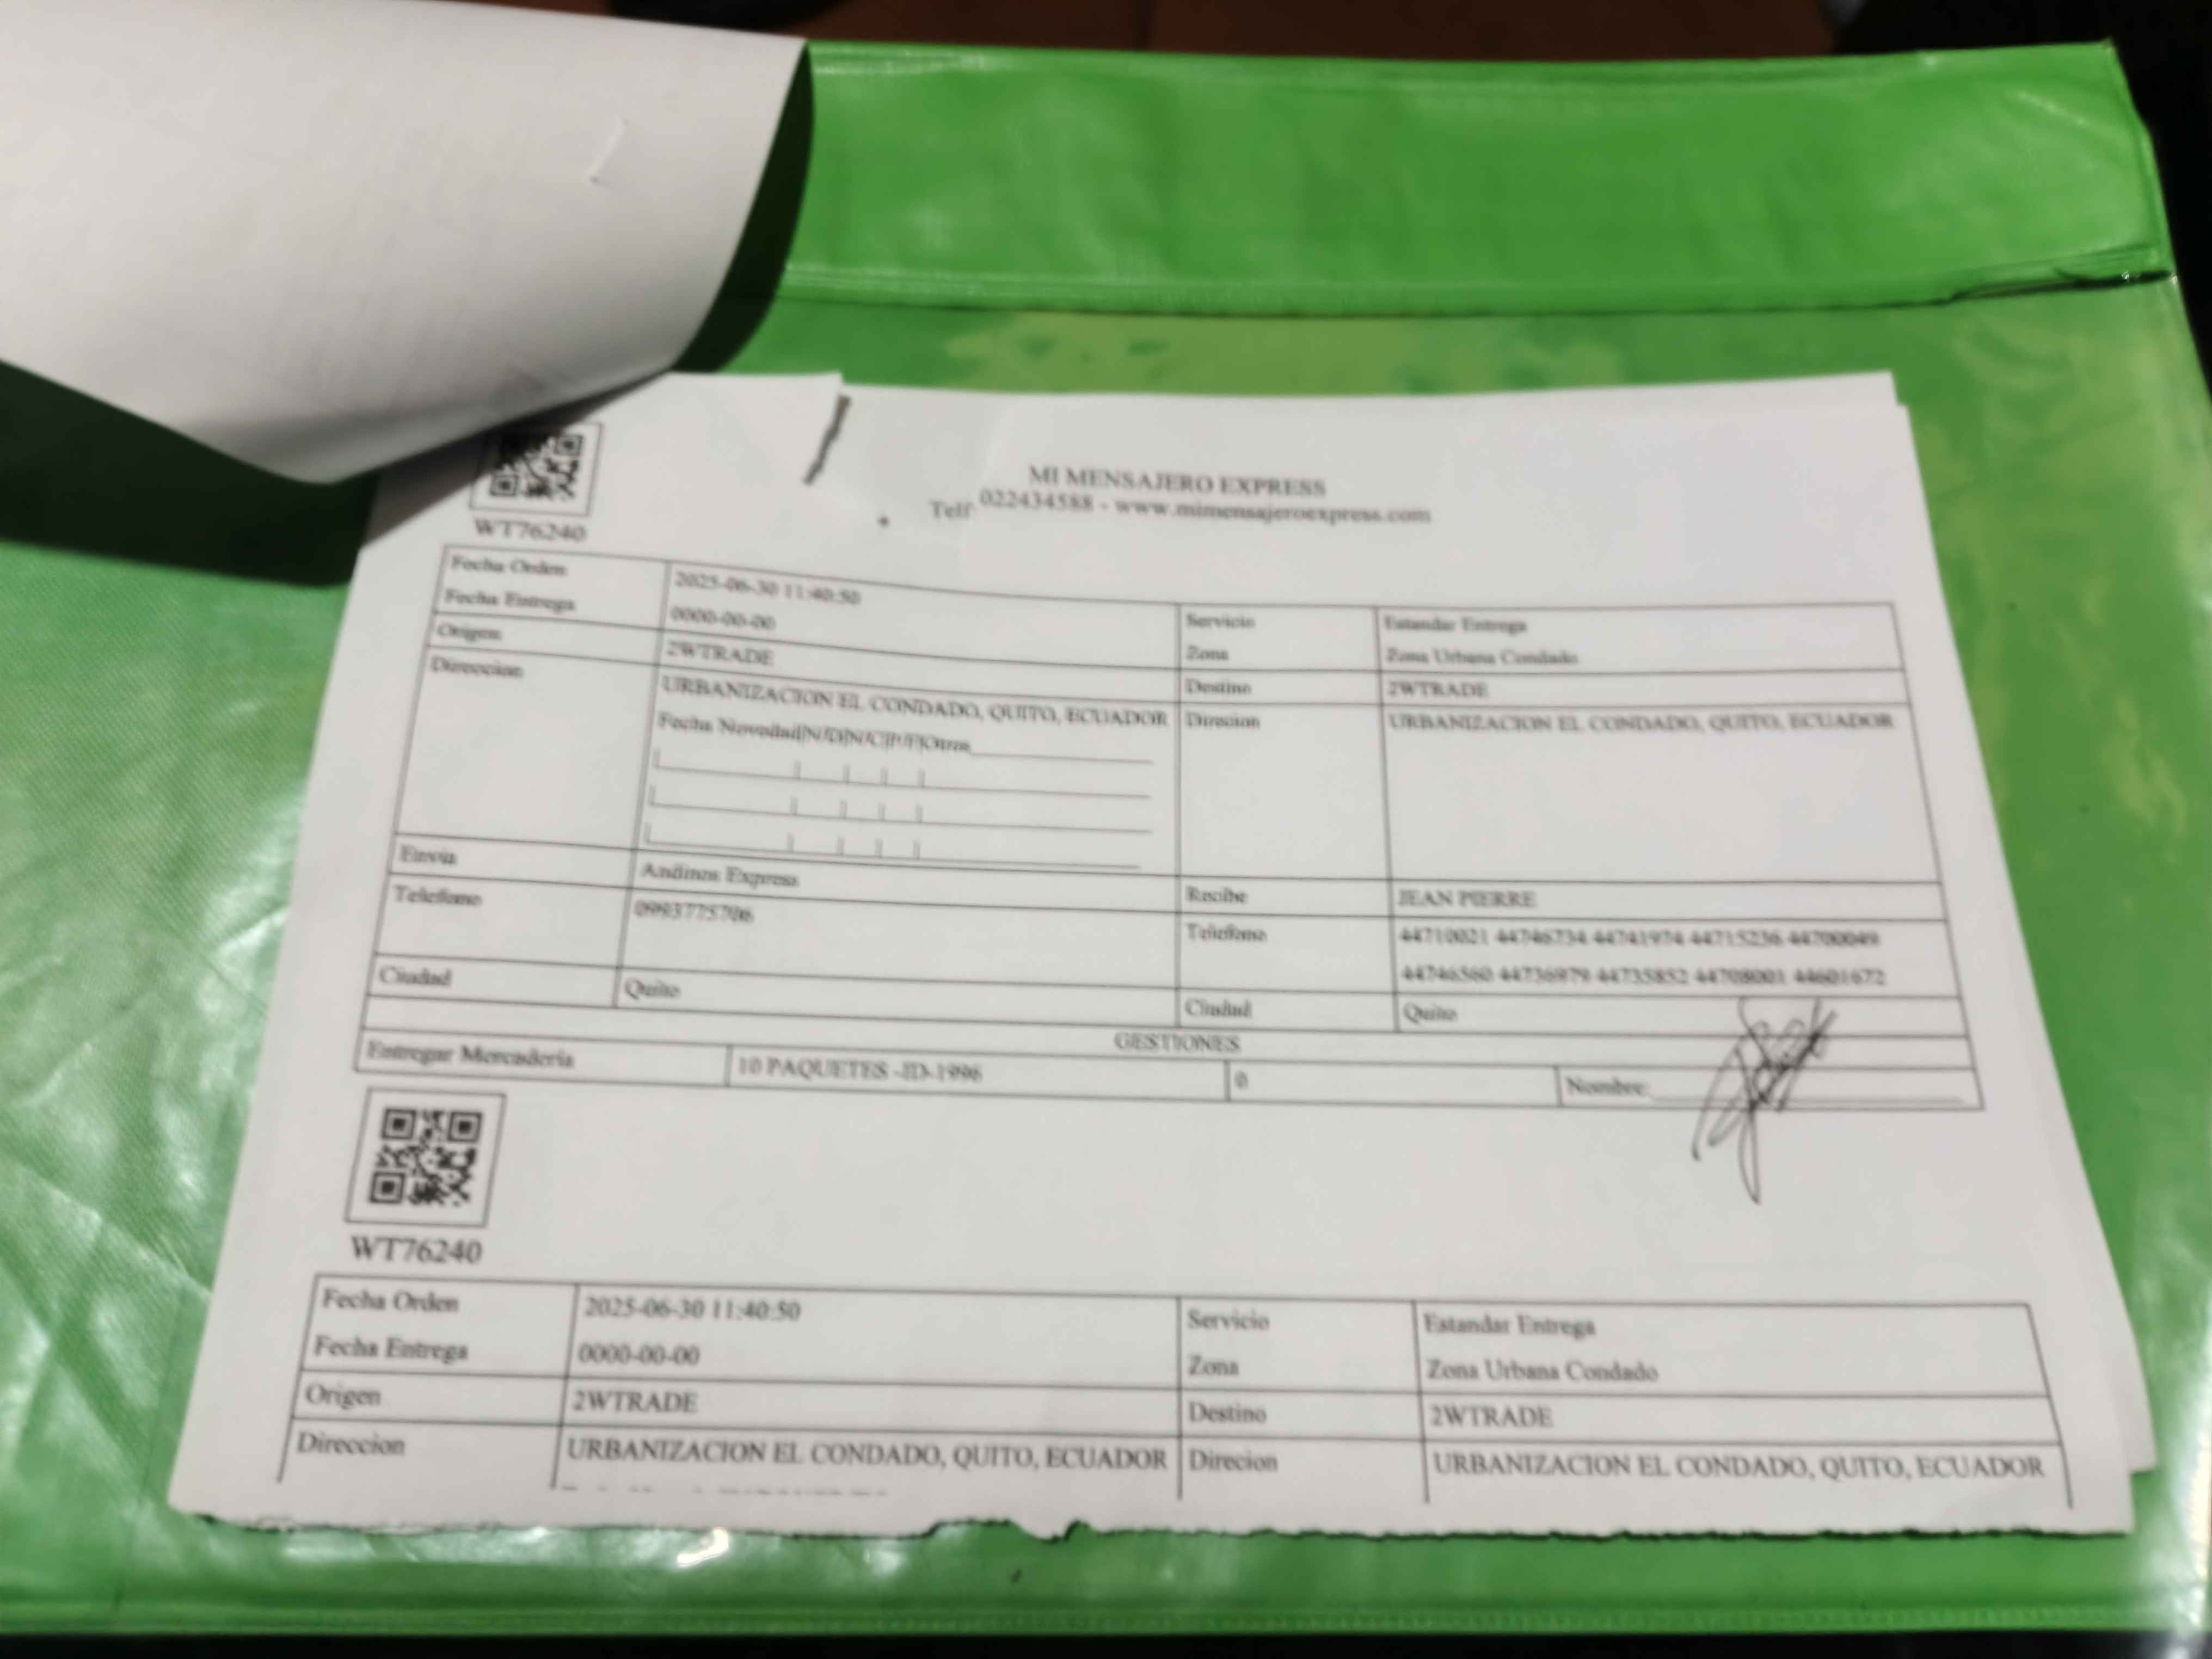 MI MENSAJERO EXPRESS
Telf 022434588 - www.mimensajeroexpress.com
WT76240
Fecha Orden 2025-06-30 11:40:50 Servicio Estandar Entrega
Fecha Entrega 0000-00-00 Zona Zona Urbana Condado
Origen 2WTRADE Destino 2WTRADE
Direccion URBANIZACION EL CONDADO, QUITO, ECUADOR Direcion URBANIZACION EL CONDADO, QUITO, ECUADOR
Fecha Novedad|N/D|N/C|P/F|Otros
Envia Andinos Express Recibe JEAN PIERRE
Telefono 0993775706 Telefono 44710021 44746734 44741974 44715236 44700049
44746560 44736979 44735852 44708001 44601672
Ciudad Quito Ciudad Quito
GESTIONES
Entregar Mercaderia 10 PAQUETES -ID-1996 0 Nombre:
WT76240
Fecha Orden 2025-06-30 11:40:50 Servicio Estandar Entrega
Fecha Entrega 0000-00-00 Zona Zona Urbana Condado
Origen 2WTRADE Destino 2WTRADE
Direccion URBANIZACION EL CONDADO, QUITO, ECUADOR Direcion URBANIZACION EL CONDADO, QUITO, ECUADOR